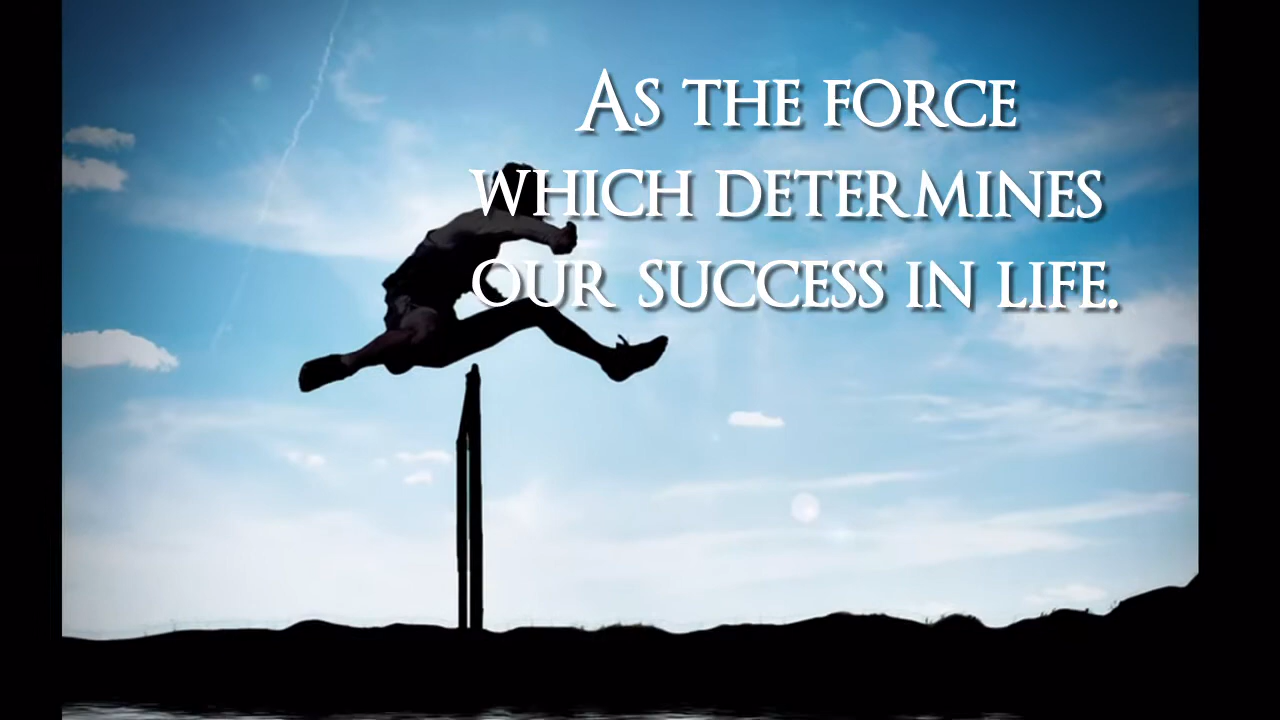 As the force
which determines
our success in life.